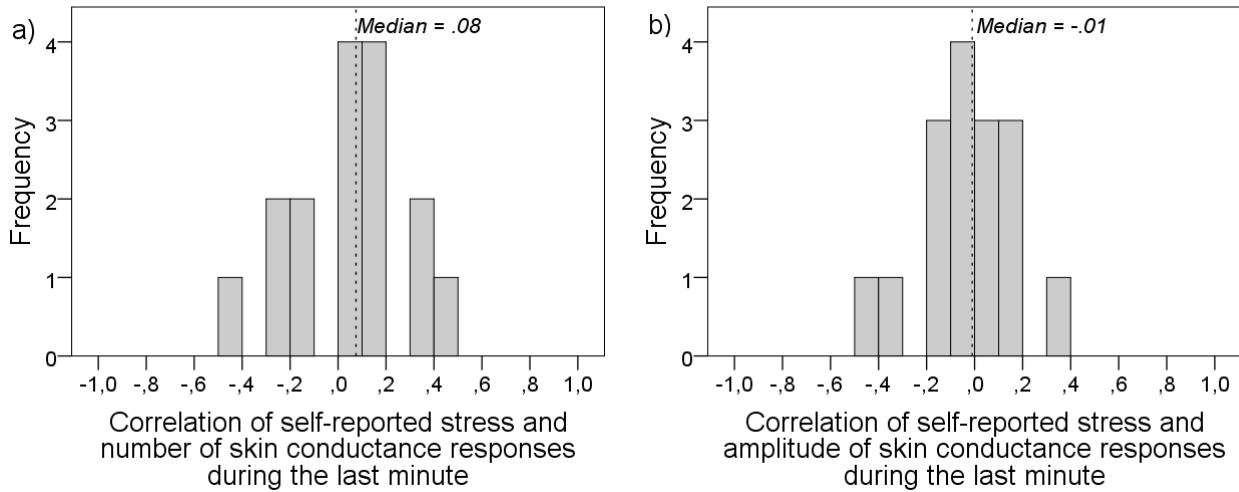 a)
Median = .08
4
3
2
1
0
Frequency
-1,0 -,8 -,6 -,4 -,2 ,0 ,2 ,4 ,6 ,8 1,0
Correlation of self-reported stress and
number of skin conductance responses
during the last minute
b)
Median = -.01
4
3
2
1
0
Frequency
-1,0 -,8 -,6 -,4 -,2 ,0 ,2 ,4 ,6 ,8 1,0
Correlation of self-reported stress and
amplitude of skin conductance responses
during the last minute